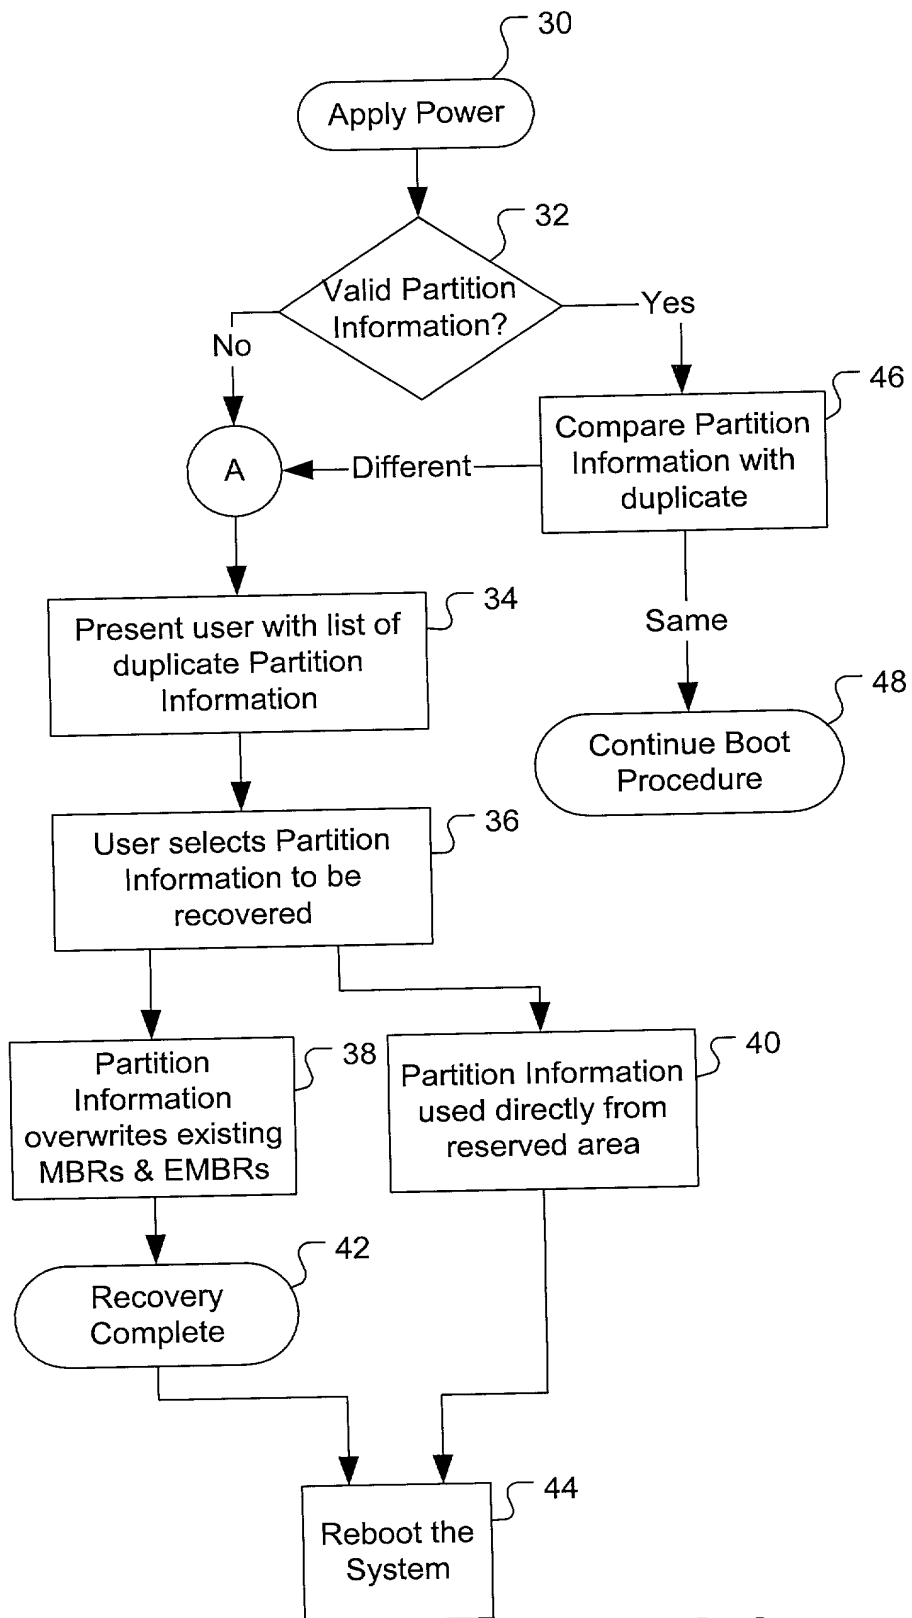 30
Apply Power
32
Valid Partition
Information?
Yes
No
46
Compare Partition
Information with
duplicate
Different
A
34
Present user with list of
duplicate Partition
Information
Same
48
Continue Boot
Procedure
36
User selects Partition
Information to be
recovered
38
Partition
Information
overwrites existing
MBRs & EMBRs
40
Partition Information
used directly from
reserved area
42
Recovery
Complete
44
Reboot the
System